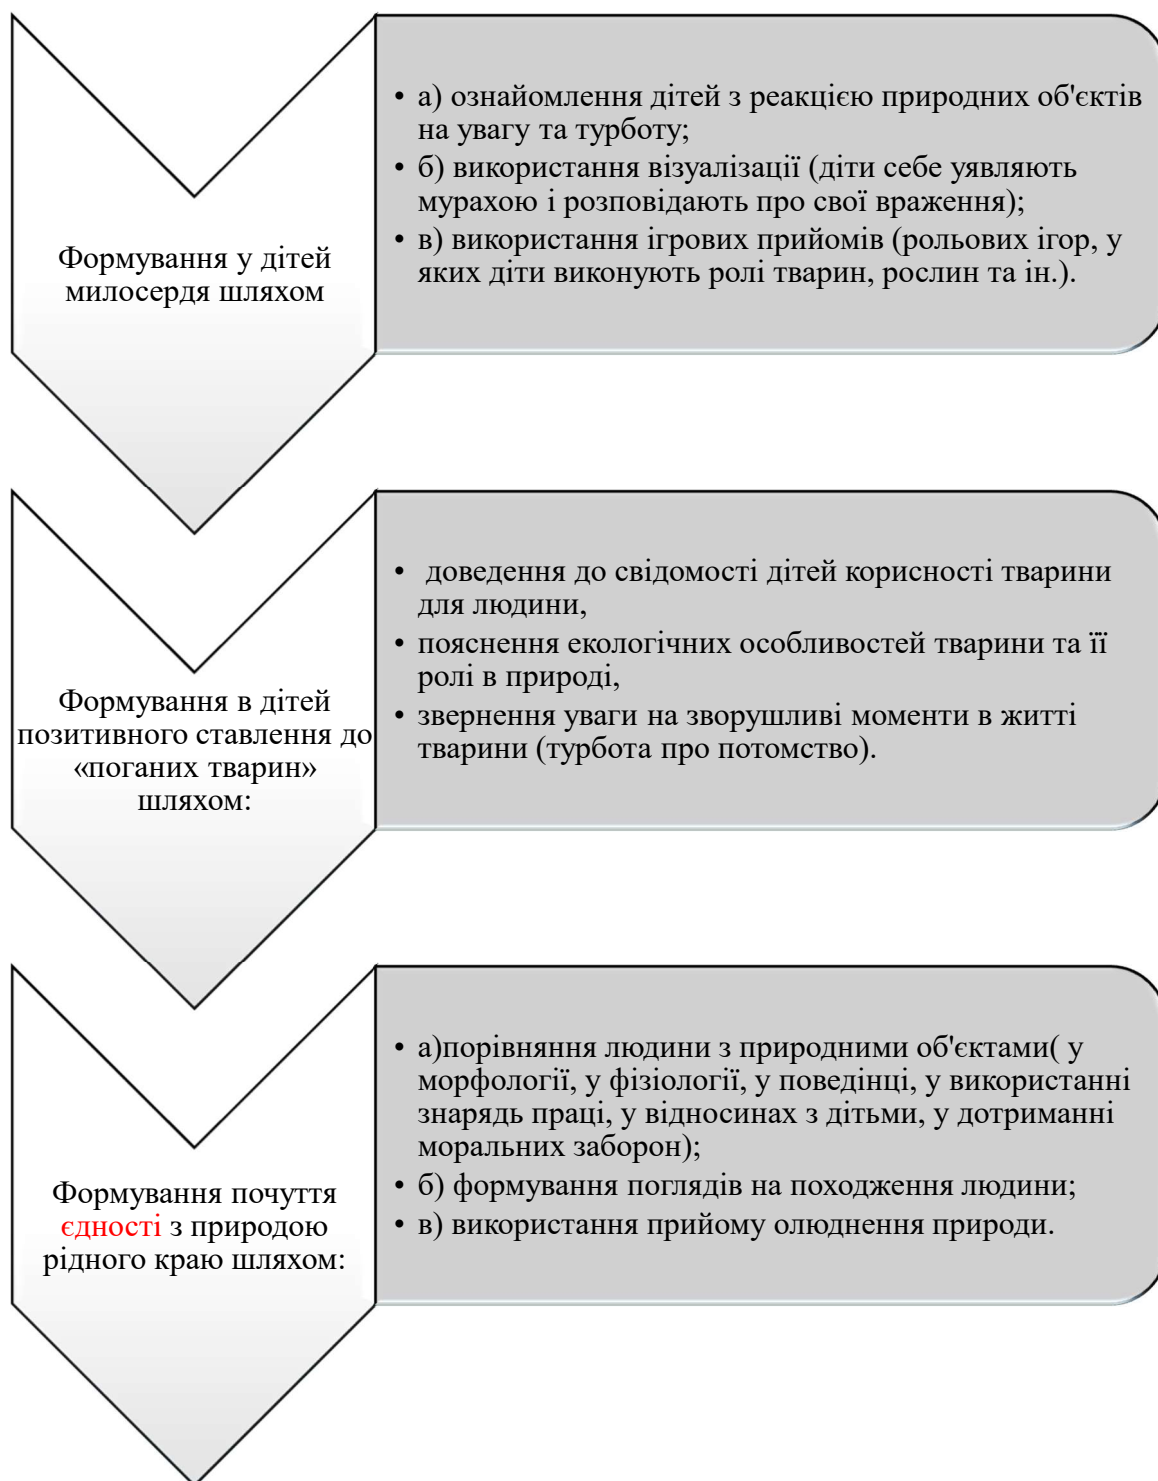 Формування у дітей
милосердя шляхом
• а) ознайомлення дітей з реакцією природних об'єктів
на увагу та турботу;
• б) використання візуалізації (діти себе уявляють
мурахою і розповідають про свої враження);
• в) використання ігрових прийомів (рольових ігор, у
яких діти виконують ролі тварин, рослин та ін.).
Формування в дітей
позитивного ставлення до
«поганих тварин»
шляхом:
• доведення до свідомості дітей корисності тварини
для людини,
• пояснення екологічних особливостей тварини та її
ролі в природі,
• звернення уваги на зворушливі моменти в житті
тварини (турбота про потомство).
Формування почуття
єдності з природою
рідного краю шляхом:
• а)порівняння людини з природними об'єктами( у
морфології, у фізіології, у поведінці, у використанні
знарядь праці, у відносинах з дітьми, у дотриманні
моральних заборон);
• б) формування поглядів на походження людини;
• в) використання прийому олюднення природи.